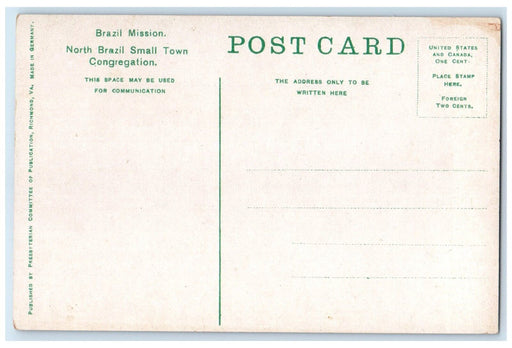 Brazil Mission.
North Brazil Small Town
Congregation.
THIS SPACE MAY BE USED
FOR COMMUNICATION
POST CARD
THE ADDRESS ONLY TO BE
WRITTEN HERE
UNITED STATES
AND CANADA,
ONE CENT.
PLACE STAMP
HERE.
FOREIGN
TWO CENTS.
PUBLISHED BY PRESBYTERIAN COMMITTEE OF PUBLICATION, RICHMOND, VA. MADE IN GERMANY.